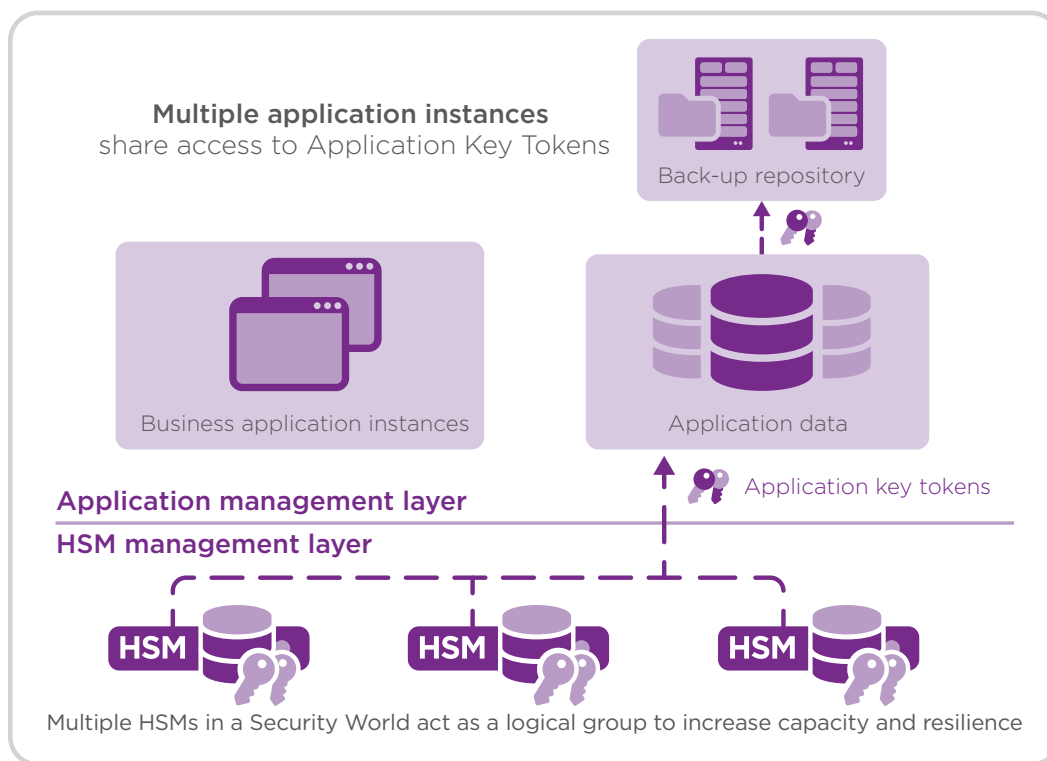 Multiple application instances
share access to Application Key Tokens
Back-up repository
Business application instances
Application data
Application key tokens
Application management layer
HSM management layer
HSM
HSM
HSM
Multiple HSMs in a Security World act as a logical group to increase capacity and resilience